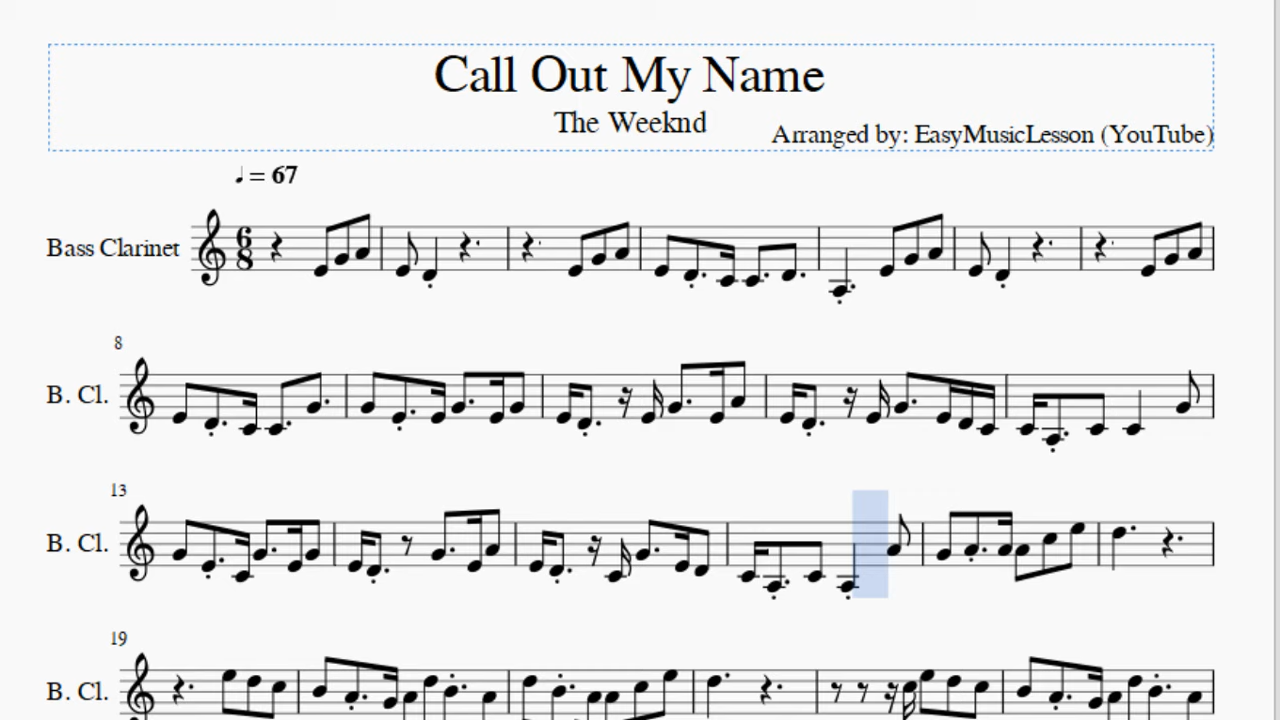 Call Out My Name
The Weeknd
Arranged by: EasyMusicLesson (YouTube)
♩ = 67
Bass Clarinet
6
8
8
B. Cl.
13
B. Cl.
19
B. Cl.